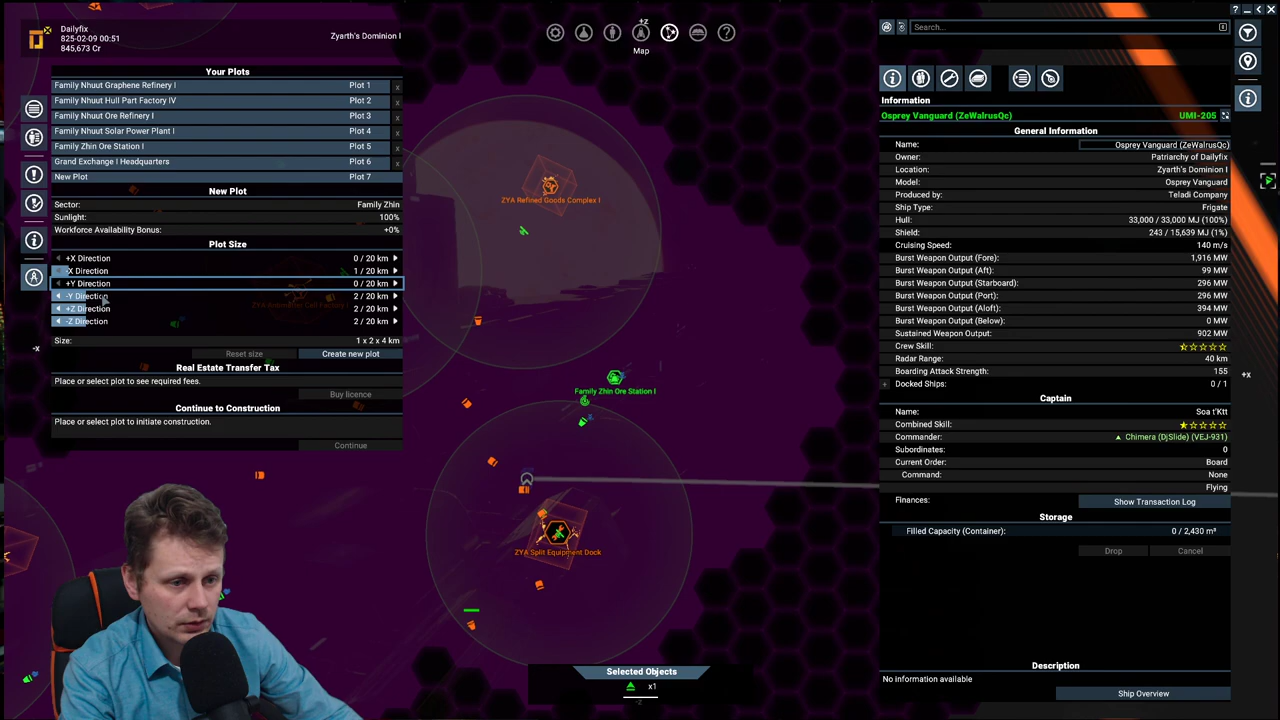 Dailyfix
825-02-09 00:51
845,673 Cr
Zyarth's Dominion I
Your Plots
Family Nhuut Graphene Refinery I Plot 1 x
Family Nhuut Hull Part Factory IV Plot 2 x
Family Nhuut Ore Refinery I Plot 3 x
Family Nhuut Solar Power Plant I Plot 4 x
Family Zhin Ore Station I Plot 5 x
Grand Exchange I Headquarters Plot 6 x
New Plot Plot 7
New Plot
Sector: Family Zhin
Sunlight: 100%
Workforce Availability Bonus: +0%
Plot Size
+X Direction 0 / 20 km
-X Direction 1 / 20 km
+Y Direction 0 / 20 km
-Y Direction 2 / 20 km
+Z Direction 2 / 20 km
-Z Direction 2 / 20 km
Size: 1 x 2 x 4 km
Reset size Create new plot
Real Estate Transfer Tax
Place or select plot to see required fees.
Buy licence
Continue to Construction
Place or select plot to initiate construction.
Continue
-x
+Z
Map
ZYA Refined Goods Complex I
ZYA Antimatter Cell Factory I
Family Zhin Ore Station I
ZYA Split Equipment Dock
+x
Selected Objects
x1
-z
Search...
Information
Osprey Vanguard (ZeWalrusQc) UMI-205
General Information
Name: Osprey Vanguard (ZeWalrusQc)
Owner: Patriarchy of Dailyfix
Location: Zyarth's Dominion I
Model: Osprey Vanguard
Produced by: Teladi Company
Ship Type: Frigate
Hull: 33,000 / 33,000 MJ (100%)
Shield: 243 / 15,639 MJ (1%)
Cruising Speed: 140 m/s
Burst Weapon Output (Fore): 1,916 MW
Burst Weapon Output (Aft): 99 MW
Burst Weapon Output (Starboard): 296 MW
Burst Weapon Output (Port): 296 MW
Burst Weapon Output (Aloft): 394 MW
Burst Weapon Output (Below): 0 MW
Sustained Weapon Output: 902 MW
Crew Skill:
Radar Range: 40 km
Boarding Attack Strength: 155
+ Docked Ships: 0 / 1
Captain
Name: Soa t'Ktt
Combined Skill:
Commander: Chimera (DjSlide) (VEJ-931)
Subordinates: 0
Current Order: Board
Command: None
Flying
Finances: Show Transaction Log
Storage
Filled Capacity (Container): 0 / 2,430 m³
Drop Cancel
Description
No information available
Ship Overview